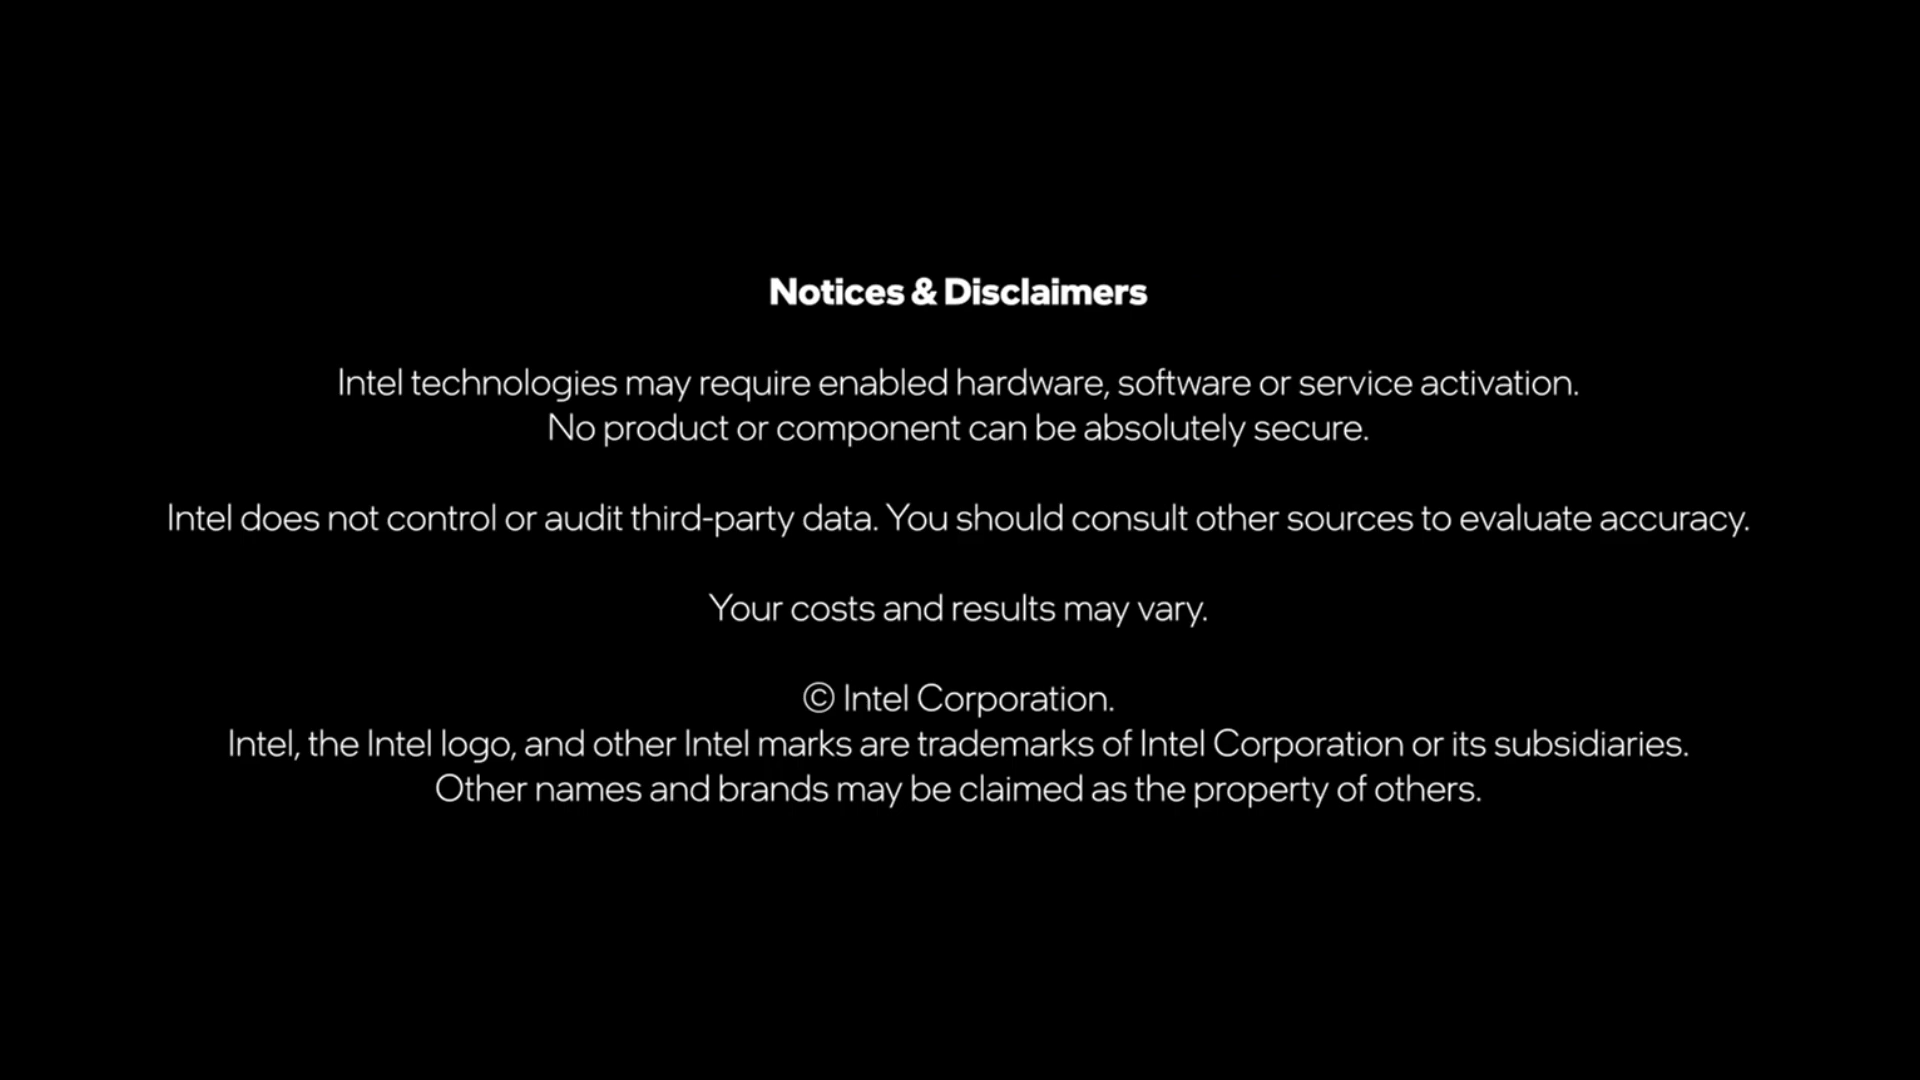 Notices & Disclaimers
Intel technologies may require enabled hardware, software or service activation.
No product or component can be absolutely secure.
Intel does not control or audit third-party data. You should consult other sources to evaluate accuracy.
Your costs and results may vary.
© Intel Corporation.
Intel, the Intel logo, and other Intel marks are trademarks of Intel Corporation or its subsidiaries.
Other names and brands may be claimed as the property of others.